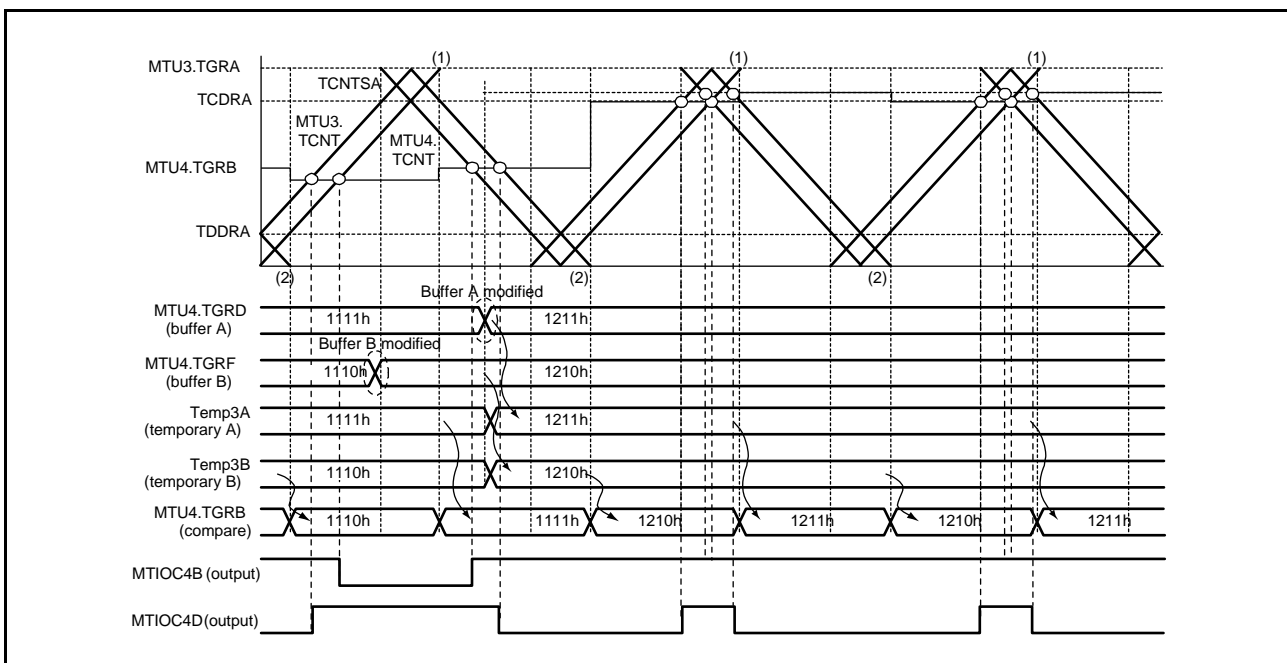 MTU3.TGRA
(1)
(1)
(1)
TCNTSA
TCDRA
MTU3.
TCNT
MTU4.
TCNT
MTU4.TGRB
TDDRA
(2)
(2)
(2)
Buffer A modified
MTU4.TGRD
(buffer A)
1111h
1211h
Buffer B modified
MTU4.TGRF
(buffer B)
1110h
1210h
Temp3A
(temporary A)
1111h
1211h
Temp3B
(temporary B)
1110h
1210h
MTU4.TGRB
(compare)
1110h
1111h
1210h
1211h
1210h
1211h
MTIOC4B (output)
MTIOC4D(output)